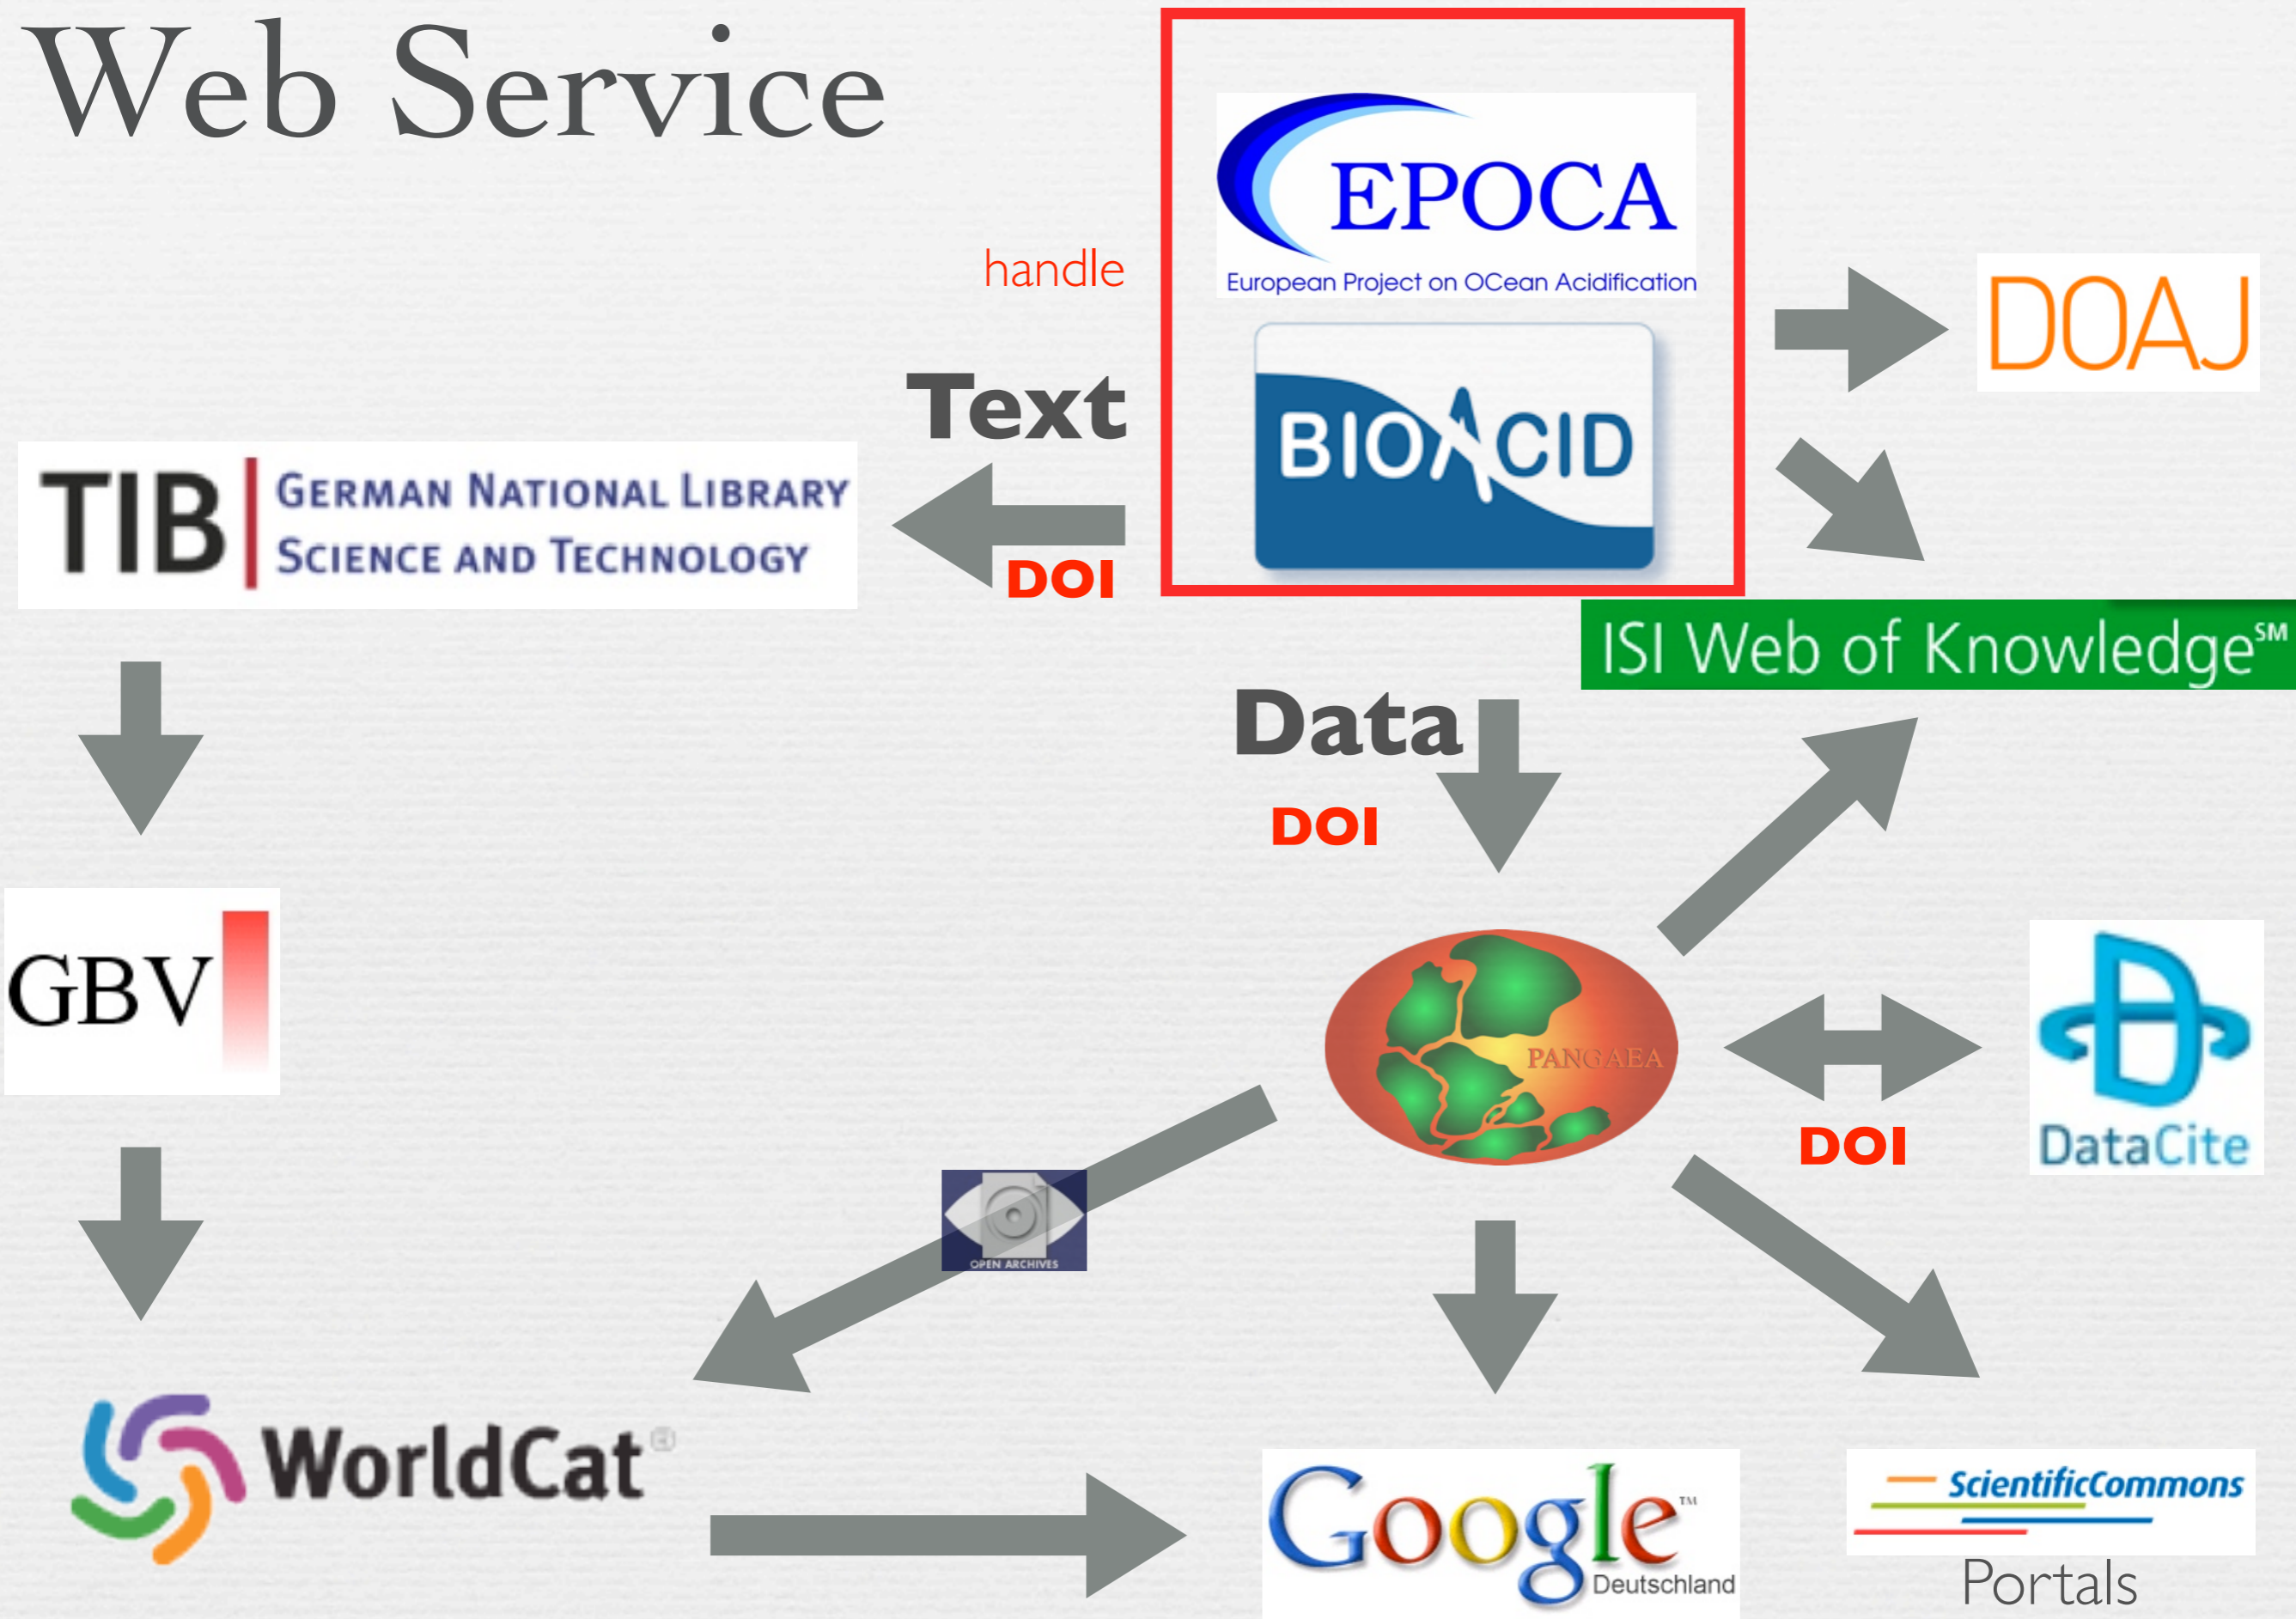 Web Service
EPOCA
European Project on OCean Acidification
handle
DOAJ
Text
BIOACID
TIB
GERMAN NATIONAL LIBRARY
SCIENCE AND TECHNOLOGY
DOI
ISI Web of Knowledge℠
Data
DOI
GBV
PANGAEA
DOI
DataCite
OPEN ARCHIVES
WorldCat®
Google™
Deutschland
ScientificCommons
Portals